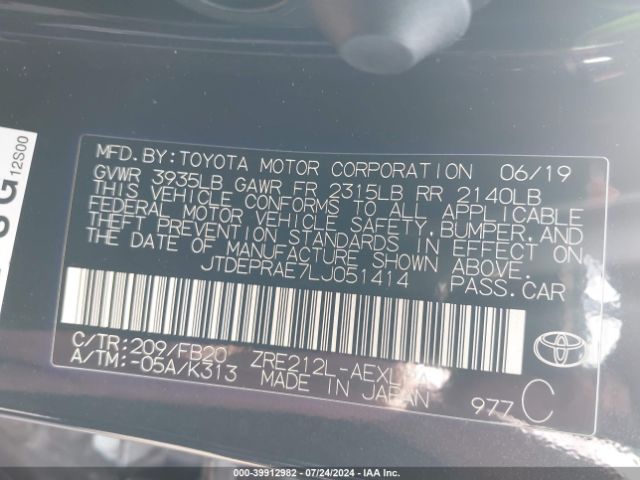 MFD. BY: TOYOTA MOTOR CORPORATION 06/19
GVWR 3935LB GAWR FR 2315LB RR 2140LB
THIS VEHICLE CONFORMS TO ALL APPLICABLE
FEDERAL MOTOR VEHICLE SAFETY, BUMPER, AND
THEFT PREVENTION STANDARDS IN EFFECT ON
THE DATE OF MANUFACTURE SHOWN ABOVE.
JTDEPRAE7LJ051414 PASS. CAR
C/TR: 209/FB20 ZRE212L-
A/TM: -05A/K313 MADE IN JAPAN
977 C
12S00
000-39912982 - 07/24/2024 - IAA Inc.